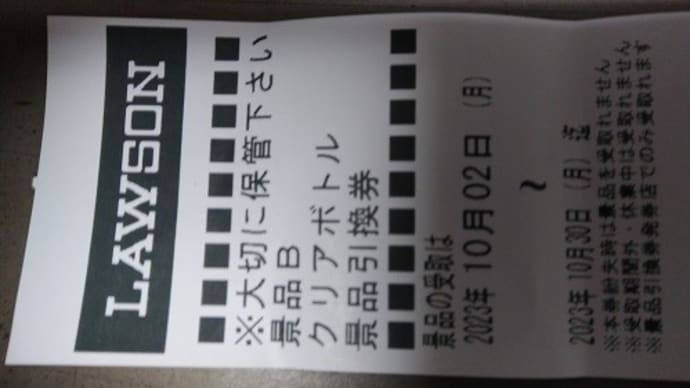 LAWSON
■■■■■■■■■■
※大切に保管下さい
景品B
クリアボトル
景品引換券
■■■■■■■■■■
景品の受取は
2023年 10月02日 (月)
~
2023年 10月30日 (月) 迄
※本券紛失時は景品を受取れません
※受取期間外・休業中は受取れません
※景品引換券発券店でのみ受取れます